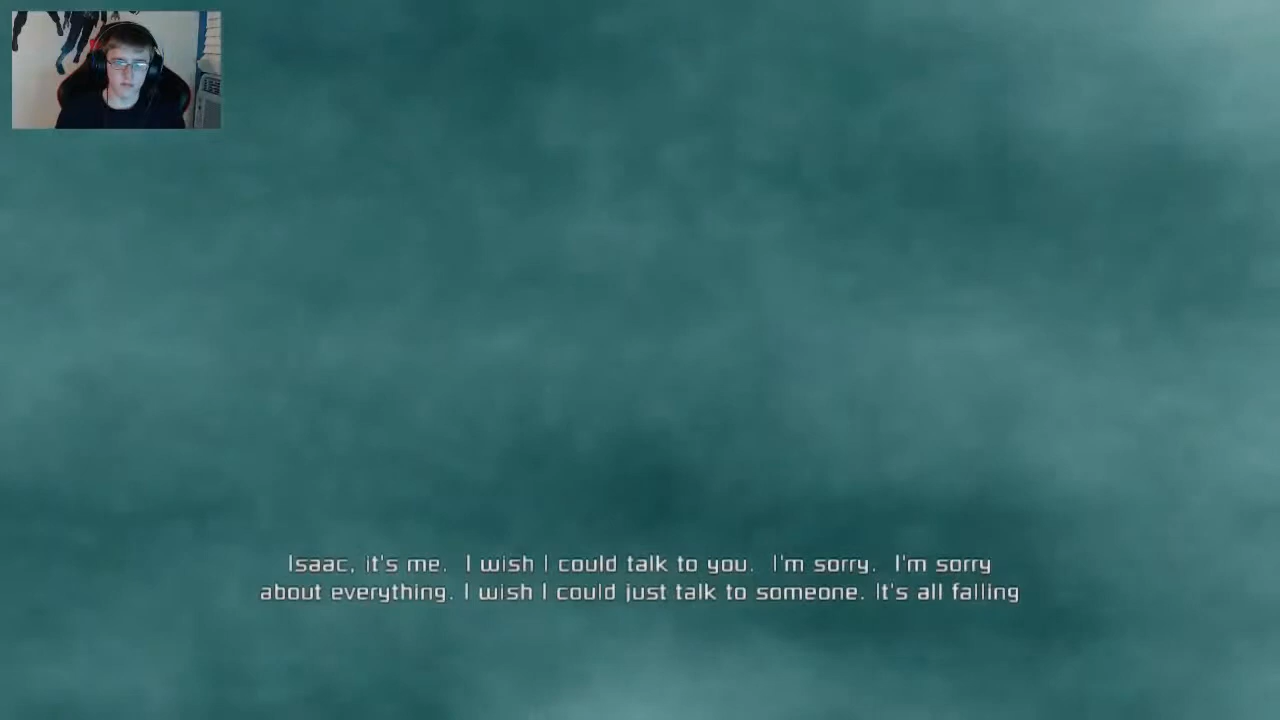 Isaac, it's me.  I wish I could talk to you.  I'm sorry.  I'm sorry
about everything. I wish I could just talk to someone. It's all falling